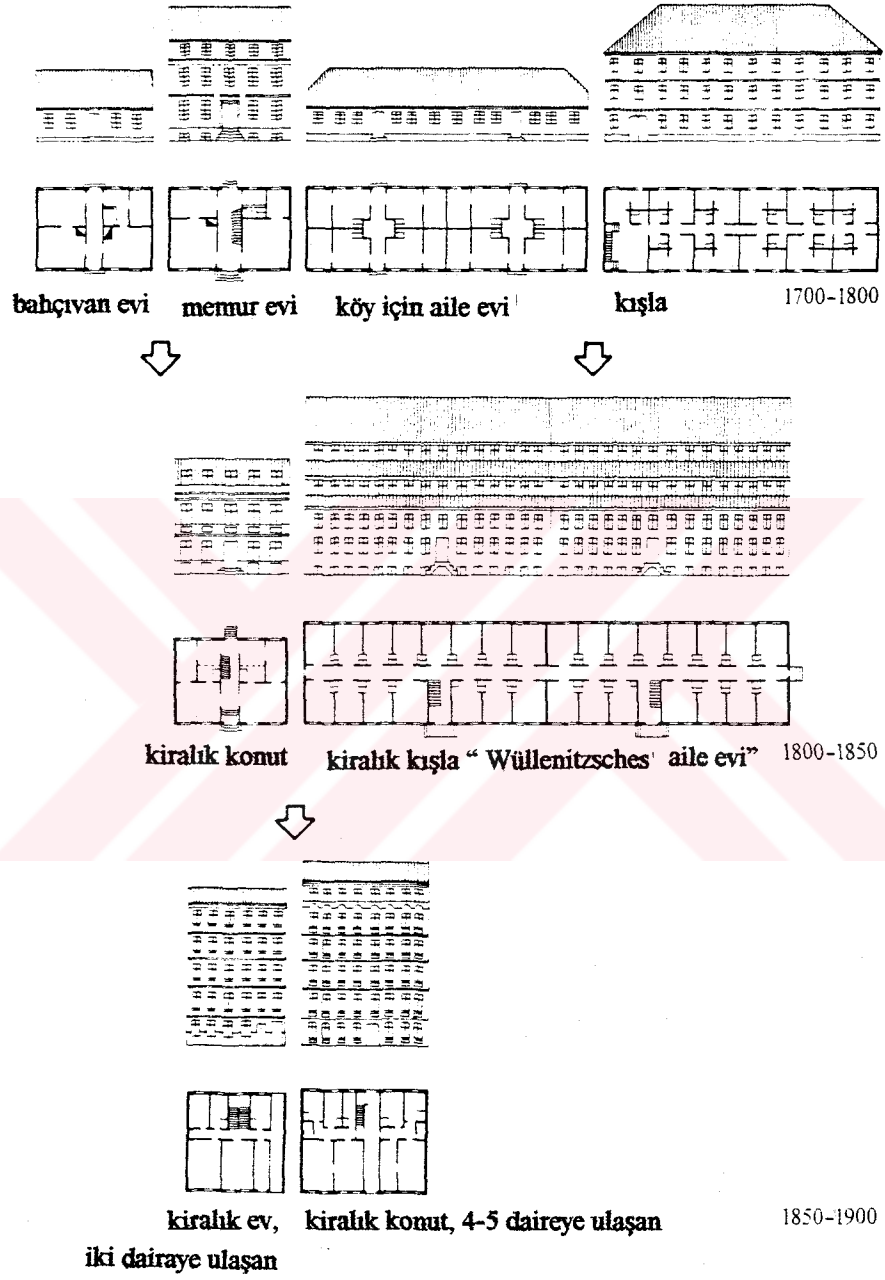 bahçıvan evi memur evi köy için aile evi kışla 1700-1800
kiralık konut kiralık kışla “ Wüllenitzsches aile evi” 1800-1850
kiralık ev, kiralık konut, 4-5 daireye ulaşan 1850-1900
iki dairaye ulaşan